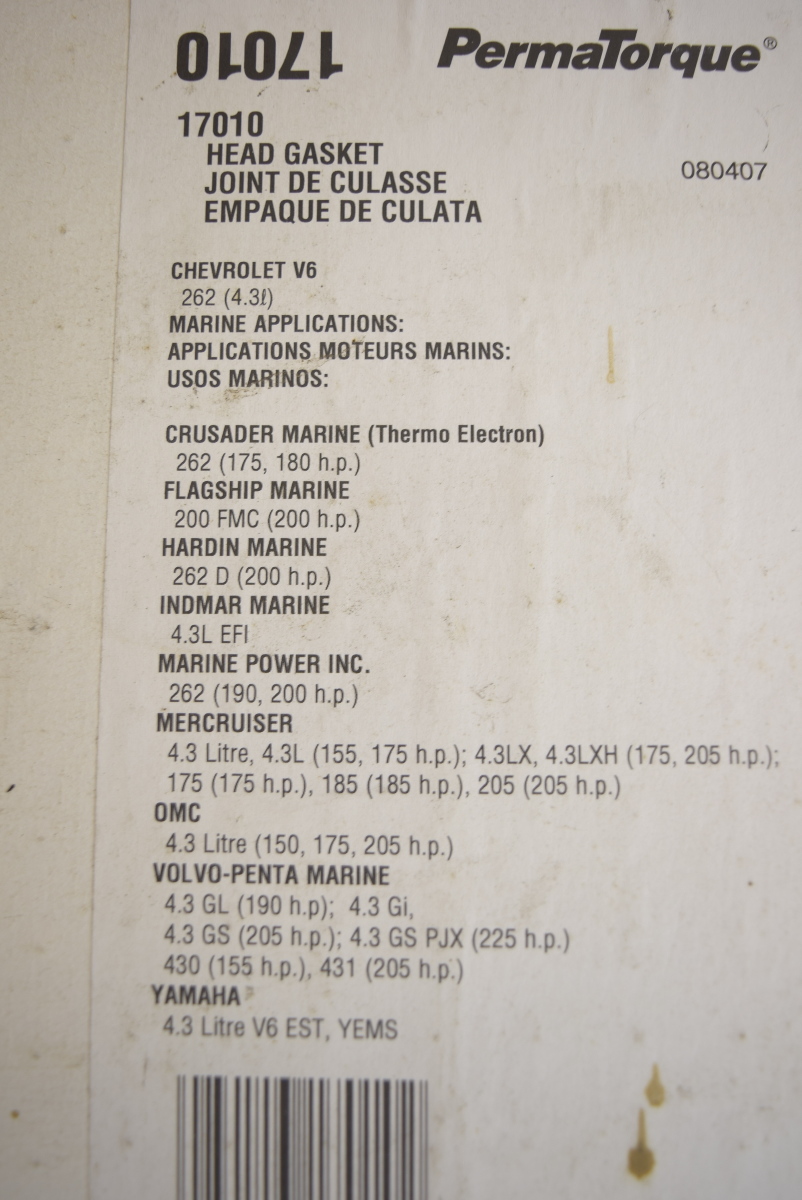 17010
PermaTorque®
17010
HEAD GASKET
JOINT DE CULASSE
EMPAQUE DE CULATA
080407
CHEVROLET V6
262 (4.3ℓ)
MARINE APPLICATIONS:
APPLICATIONS MOTEURS MARINS:
USOS MARINOS:
CRUSADER MARINE (Thermo Electron)
262 (175, 180 h.p.)
FLAGSHIP MARINE
200 FMC (200 h.p.)
HARDIN MARINE
262 D (200 h.p.)
INDMAR MARINE
4.3L EFI
MARINE POWER INC.
262 (190, 200 h.p.)
MERCRUISER
4.3 Litre, 4.3L (155, 175 h.p.); 4.3LX, 4.3LXH (175, 205 h.p.);
175 (175 h.p.), 185 (185 h.p.), 205 (205 h.p.)
OMC
4.3 Litre (150, 175, 205 h.p.)
VOLVO-PENTA MARINE
4.3 GL (190 h.p); 4.3 Gi,
4.3 GS (205 h.p.); 4.3 GS PJX (225 h.p.)
430 (155 h.p.), 431 (205 h.p.)
YAMAHA
4.3 Litre V6 EST, YEMS